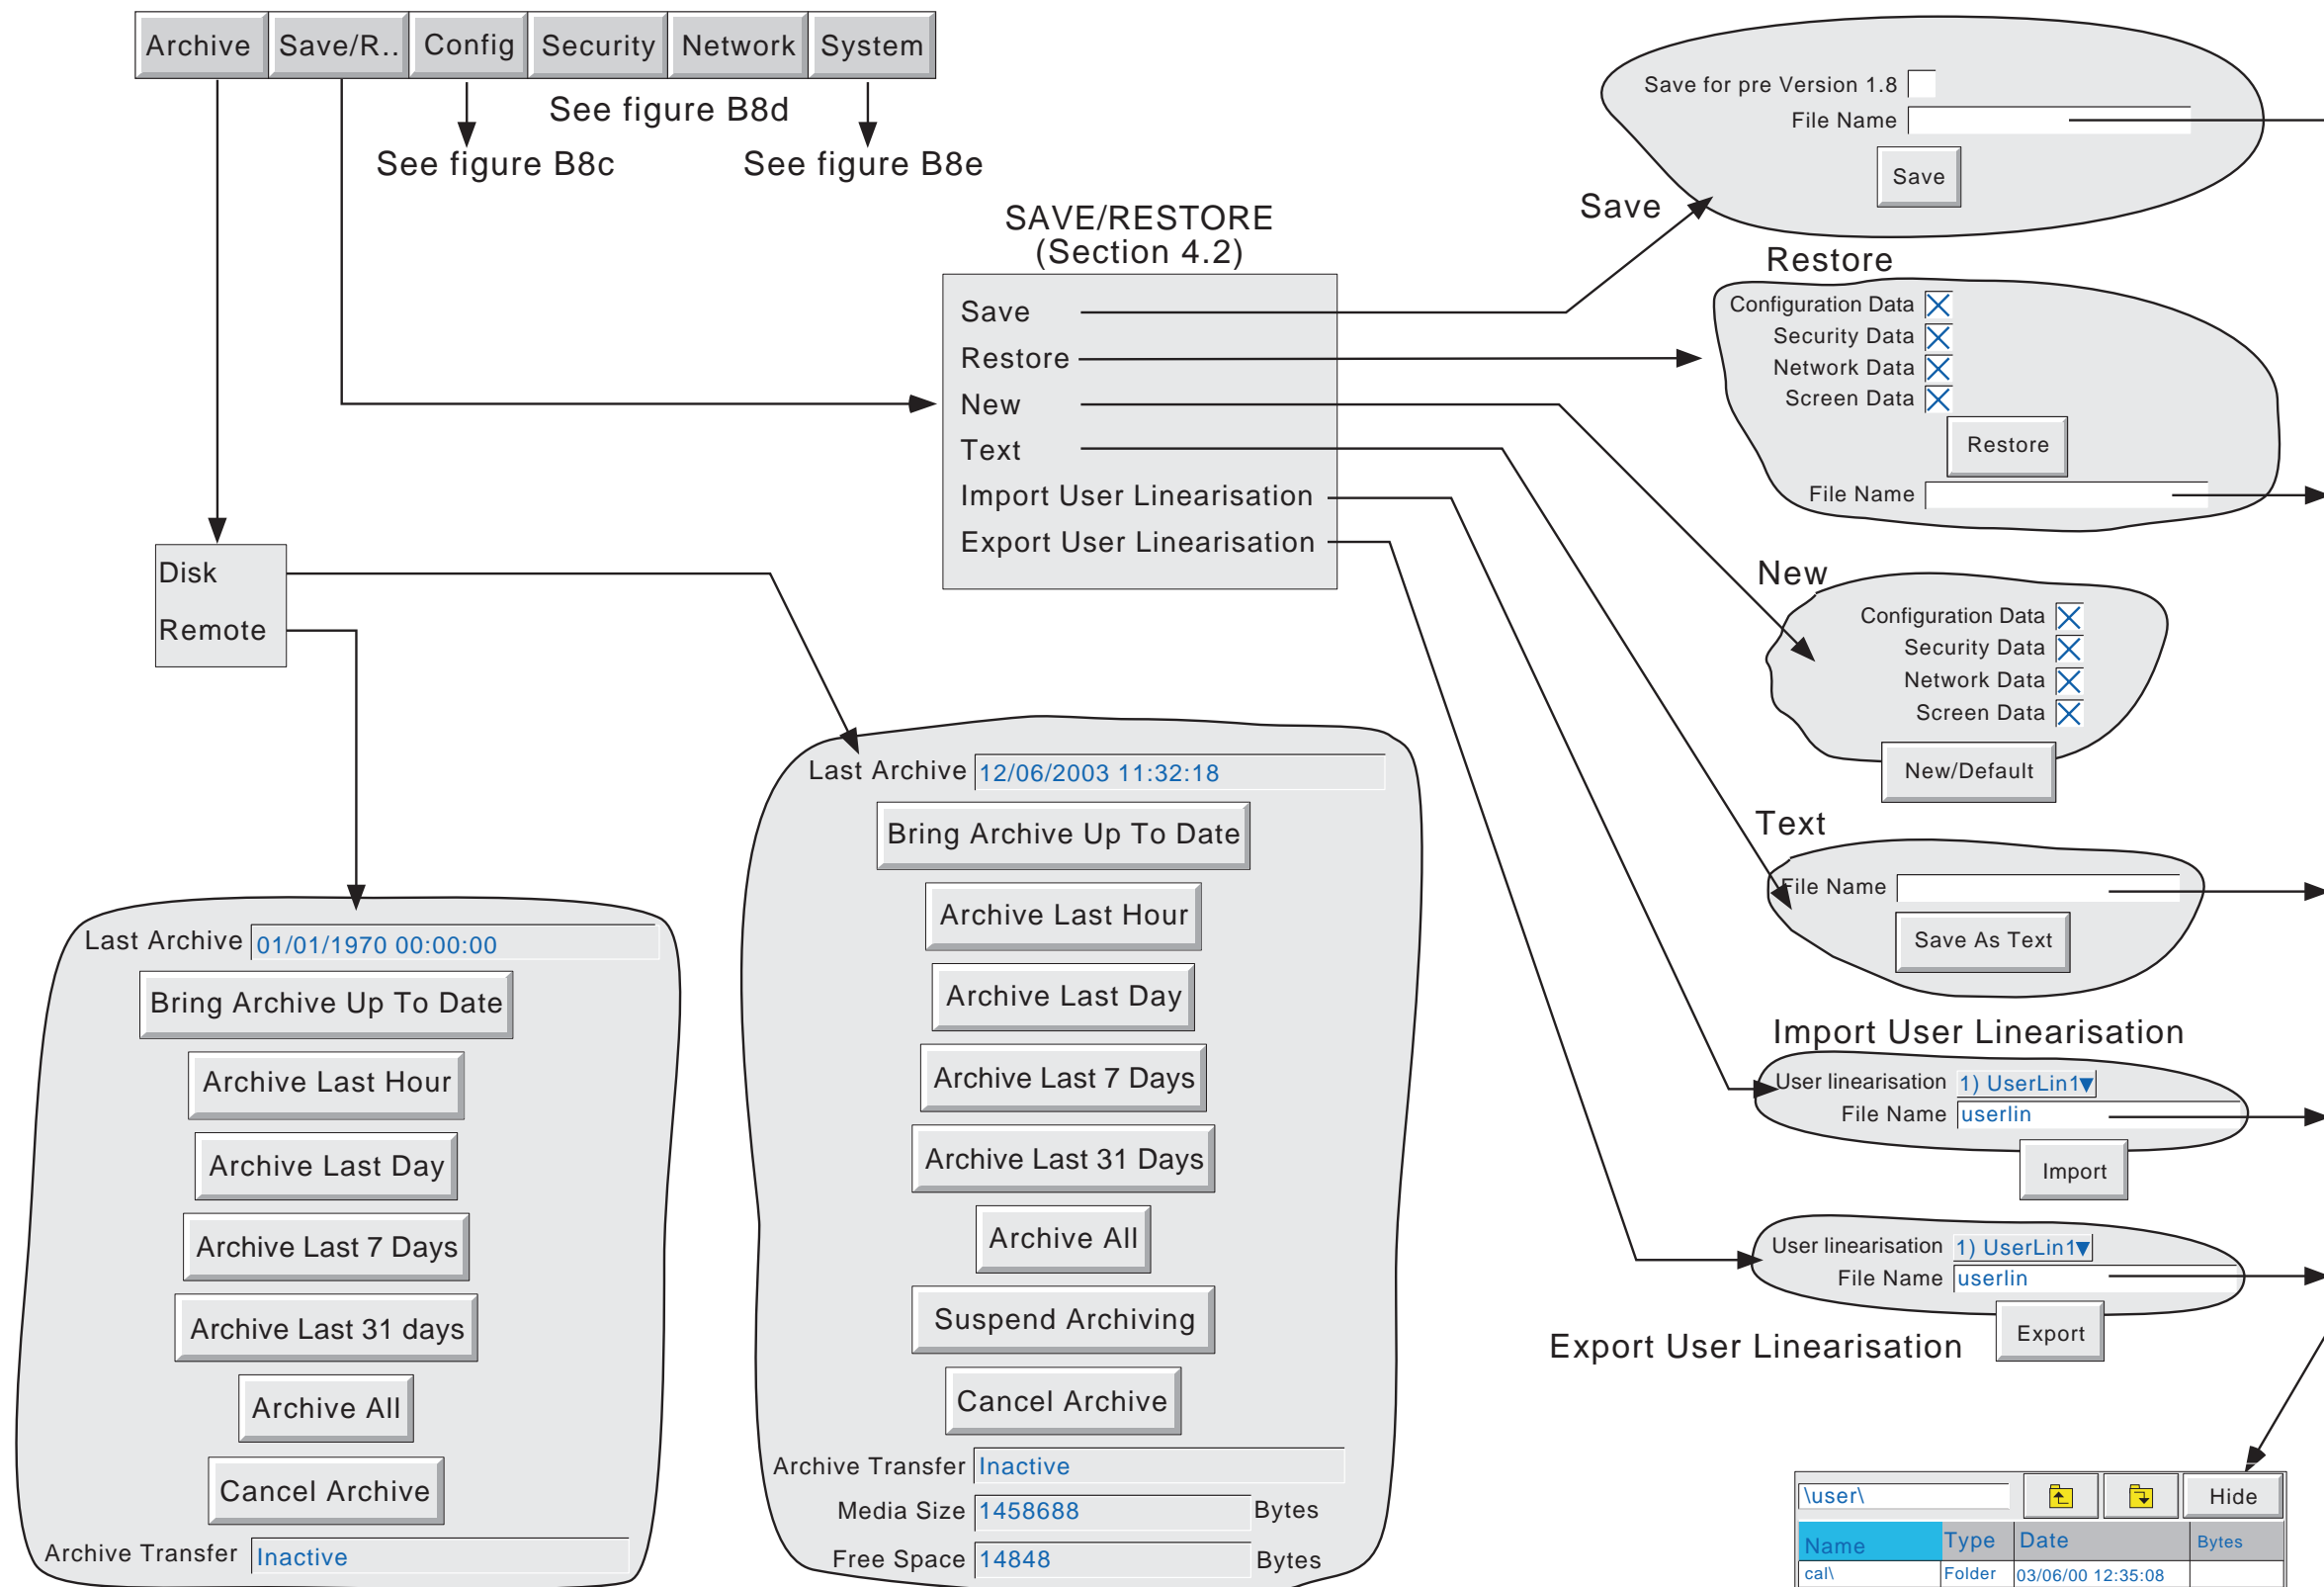 Archive Save/R.. Config Security Network System
See figure B8d
See figure B8c
See figure B8e
SAVE/RESTORE
(Section 4.2)
Save
Restore
New
Text
Import User Linearisation
Export User Linearisation
Disk
Remote
Last Archive 01/01/1970 00:00:00
Bring Archive Up To Date
Archive Last Hour
Archive Last Day
Archive Last 7 Days
Archive Last 31 days
Archive All
Cancel Archive
Archive Transfer Inactive
Last Archive 12/06/2003 11:32:18
Bring Archive Up To Date
Archive Last Hour
Archive Last Day
Archive Last 7 Days
Archive Last 31 Days
Archive All
Suspend Archiving
Cancel Archive
Archive Transfer Inactive
Media Size 1458688 Bytes
Free Space 14848 Bytes
Save
Save for pre Version 1.8
File Name
Save
Restore
Configuration Data
Security Data
Network Data
Screen Data
Restore
File Name
New
Configuration Data
Security Data
Network Data
Screen Data
New/Default
Text
File Name
Save As Text
Import User Linearisation
User linearisation 1) UserLin1
File Name userlin
Import
User linearisation 1) UserLin1
File Name userlin
Export
Export User Linearisation
\user\ Hide
Name Type Date Bytes
cal\ Folder 03/06/00 12:35:08